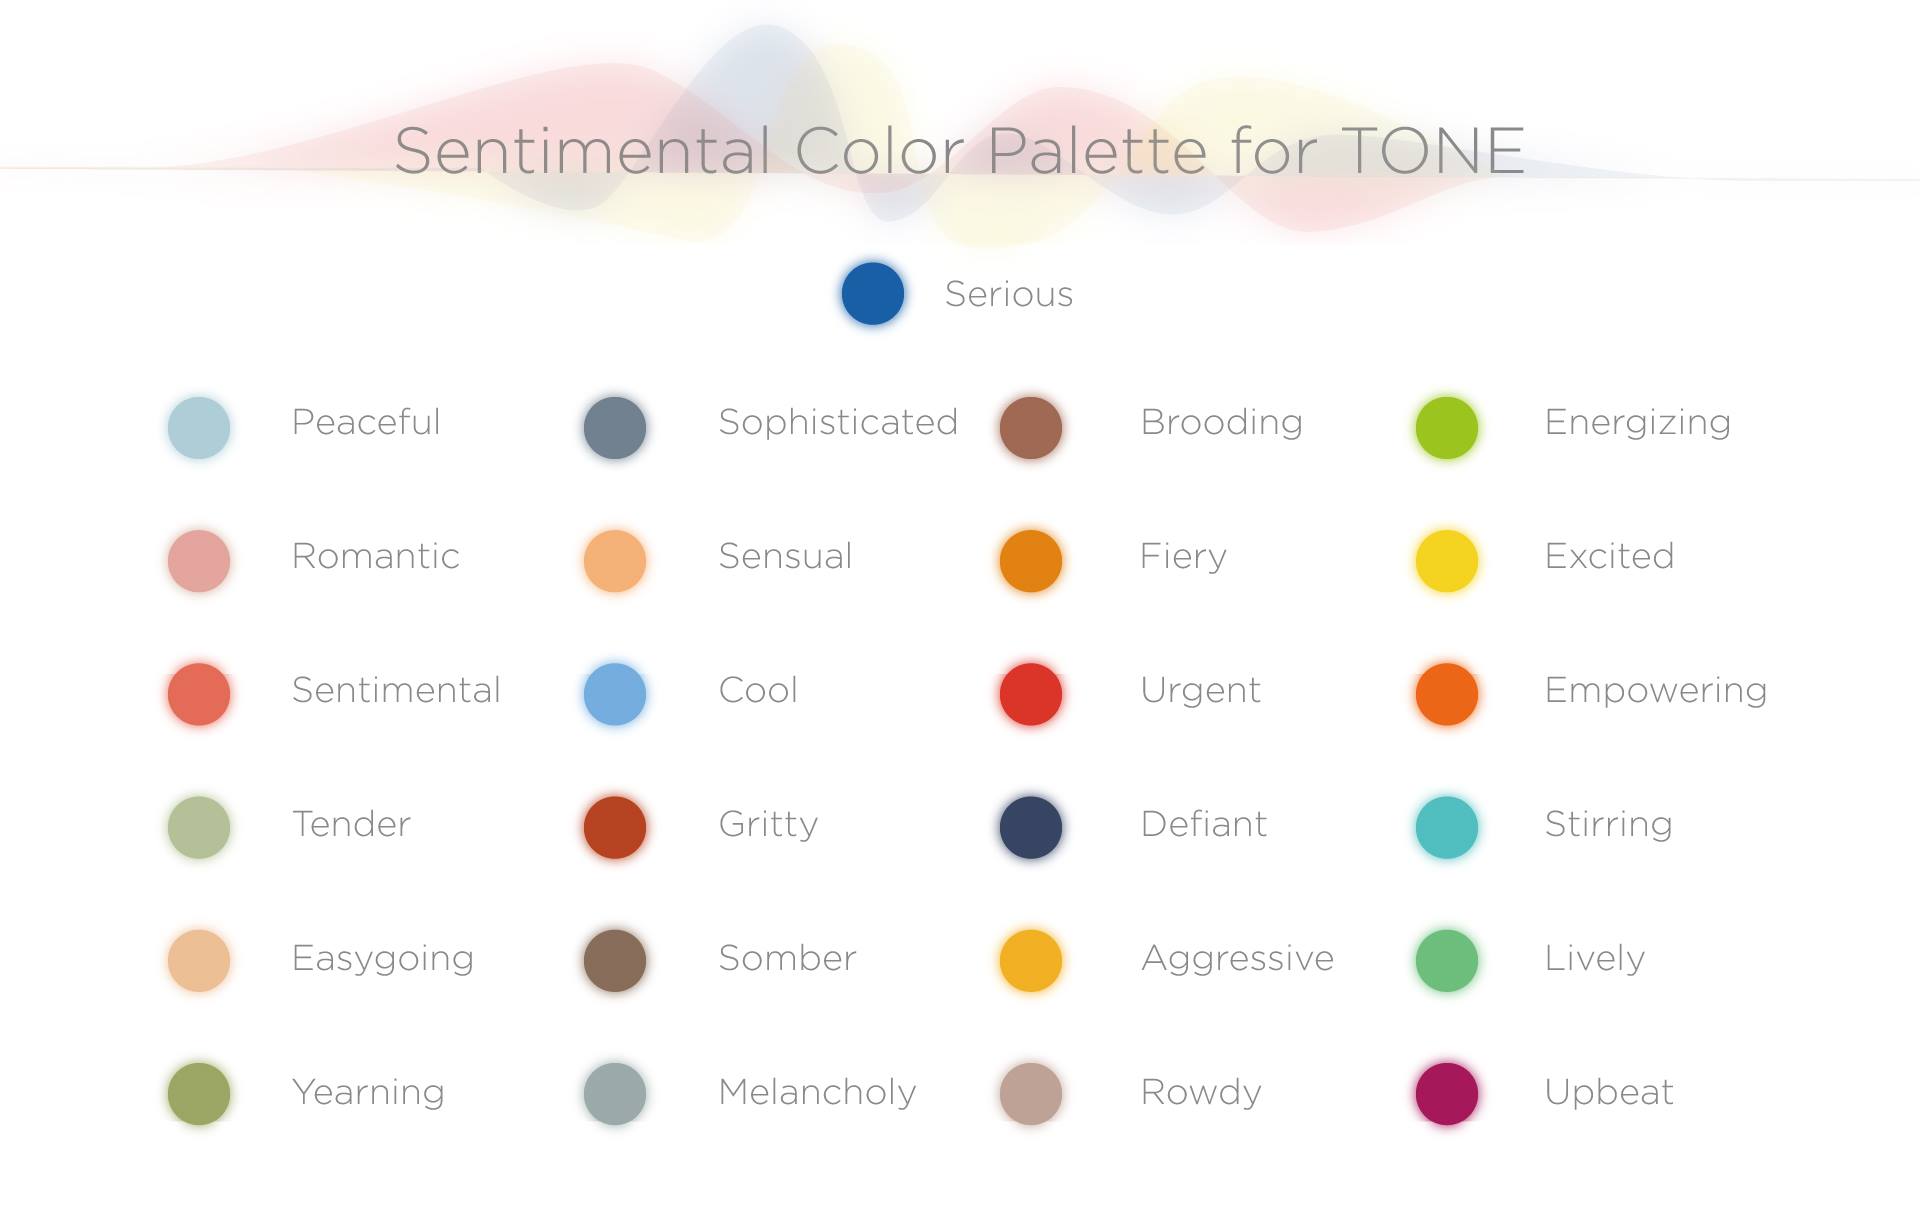 Sentimental Color Palette for TONE
Serious
Peaceful Sophisticated Brooding Energizing
Romantic Sensual Fiery Excited
Sentimental Cool Urgent Empowering
Tender Gritty Defiant Stirring
Easygoing Somber Aggressive Lively
Yearning Melancholy Rowdy Upbeat